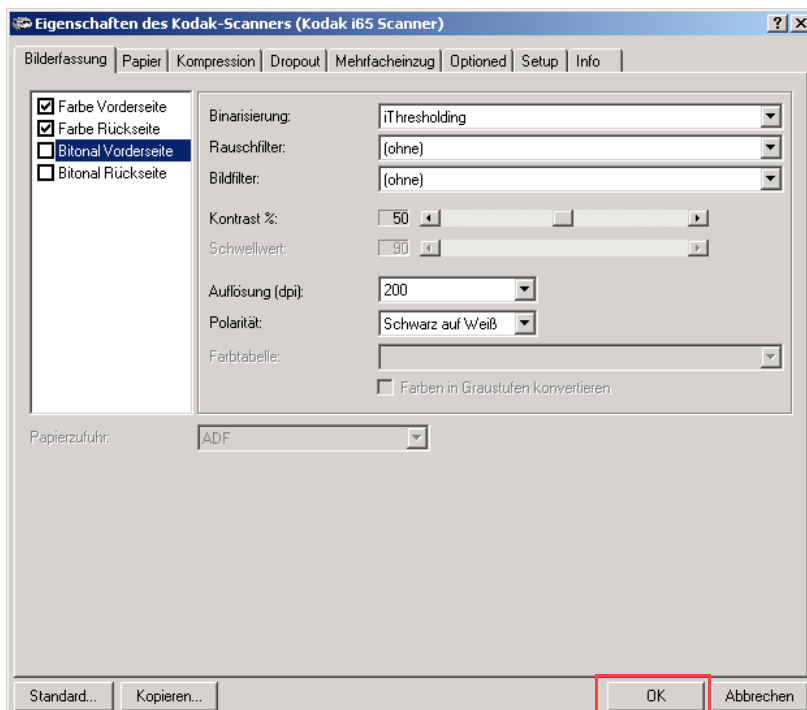 Eigenschaften des Kodak-Scanners (Kodak i65 Scanner)
Bilderfassung Papier Kompression Dropout Mehrfacheinzug Optioned Setup Info
Farbe Vorderseite
Farbe Rückseite
Bitonal Vorderseite
Bitonal Rückseite
Binarisierung: iThresholding
Rauschfilter: (ohne)
Bildfilter: (ohne)
Kontrast %: 50
Schwellwert: 90
Auflösung (dpi): 200
Polarität: Schwarz auf Weiß
Farbtabelle:
Farben in Graustufen konvertieren
Papierzufuhr: ADF
Standard... Kopieren... OK Abbrechen